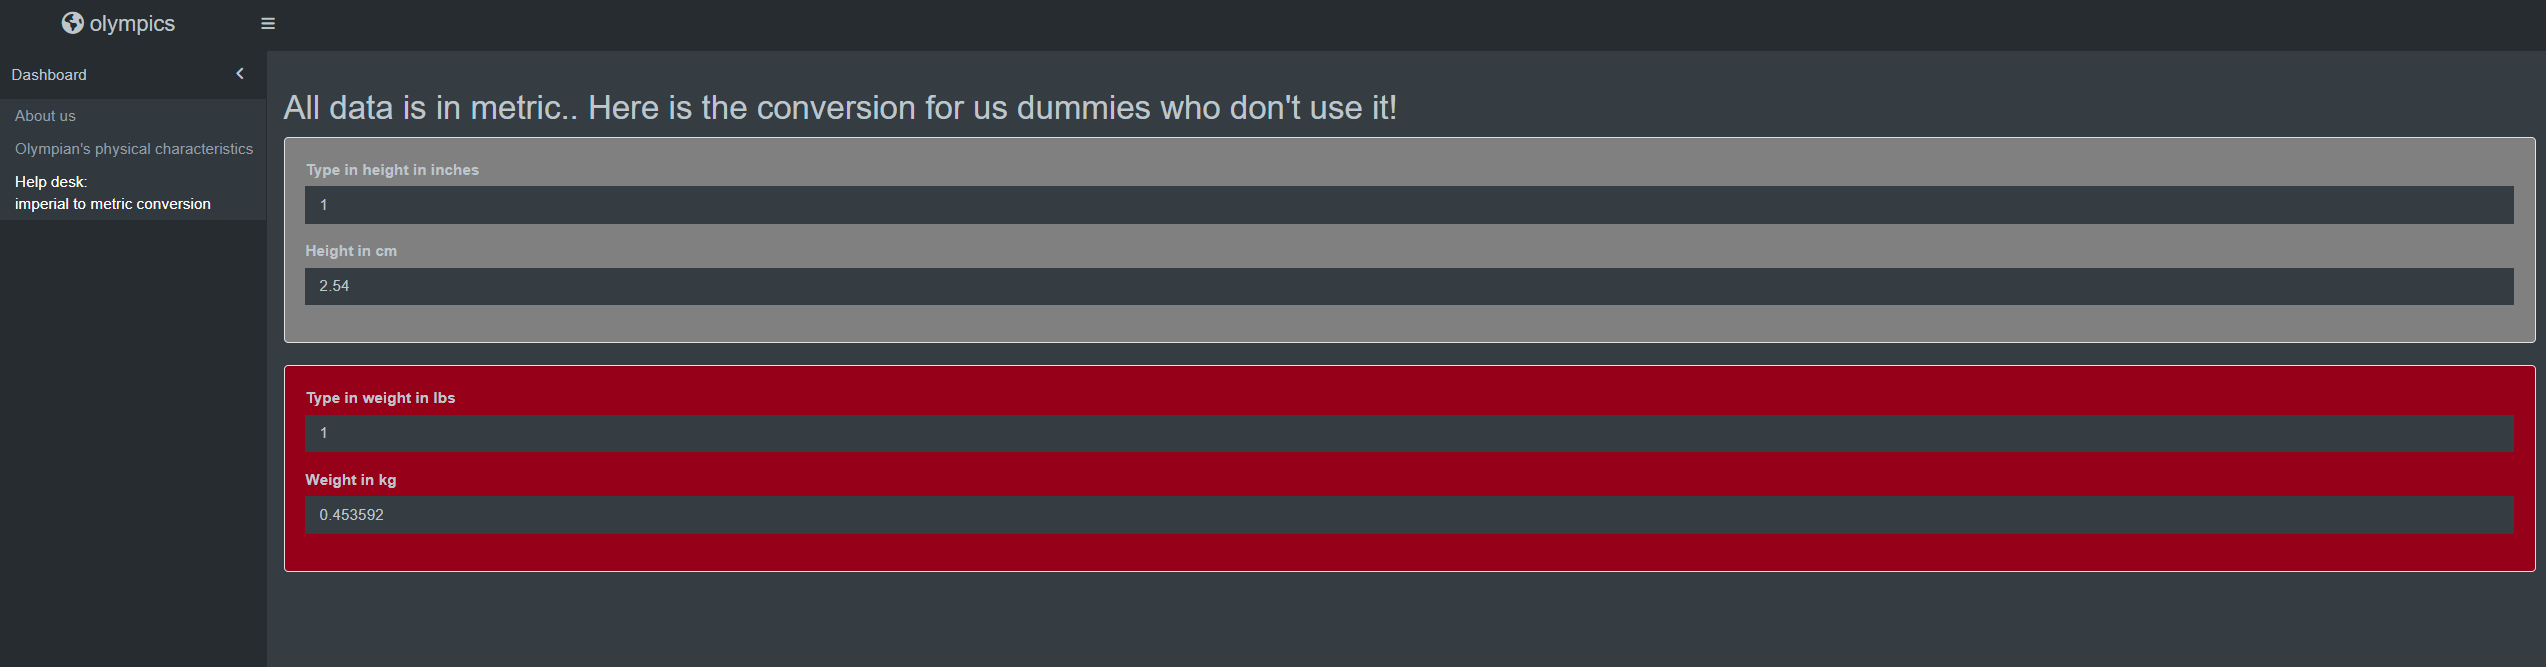 olympics
Dashboard
About us
Olympian's physical characteristics
Help desk:
imperial to metric conversion
All data is in metric.. Here is the conversion for us dummies who don't use it!
Type in height in inches
1
Height in cm
2.54
Type in weight in lbs
1
Weight in kg
0.453592